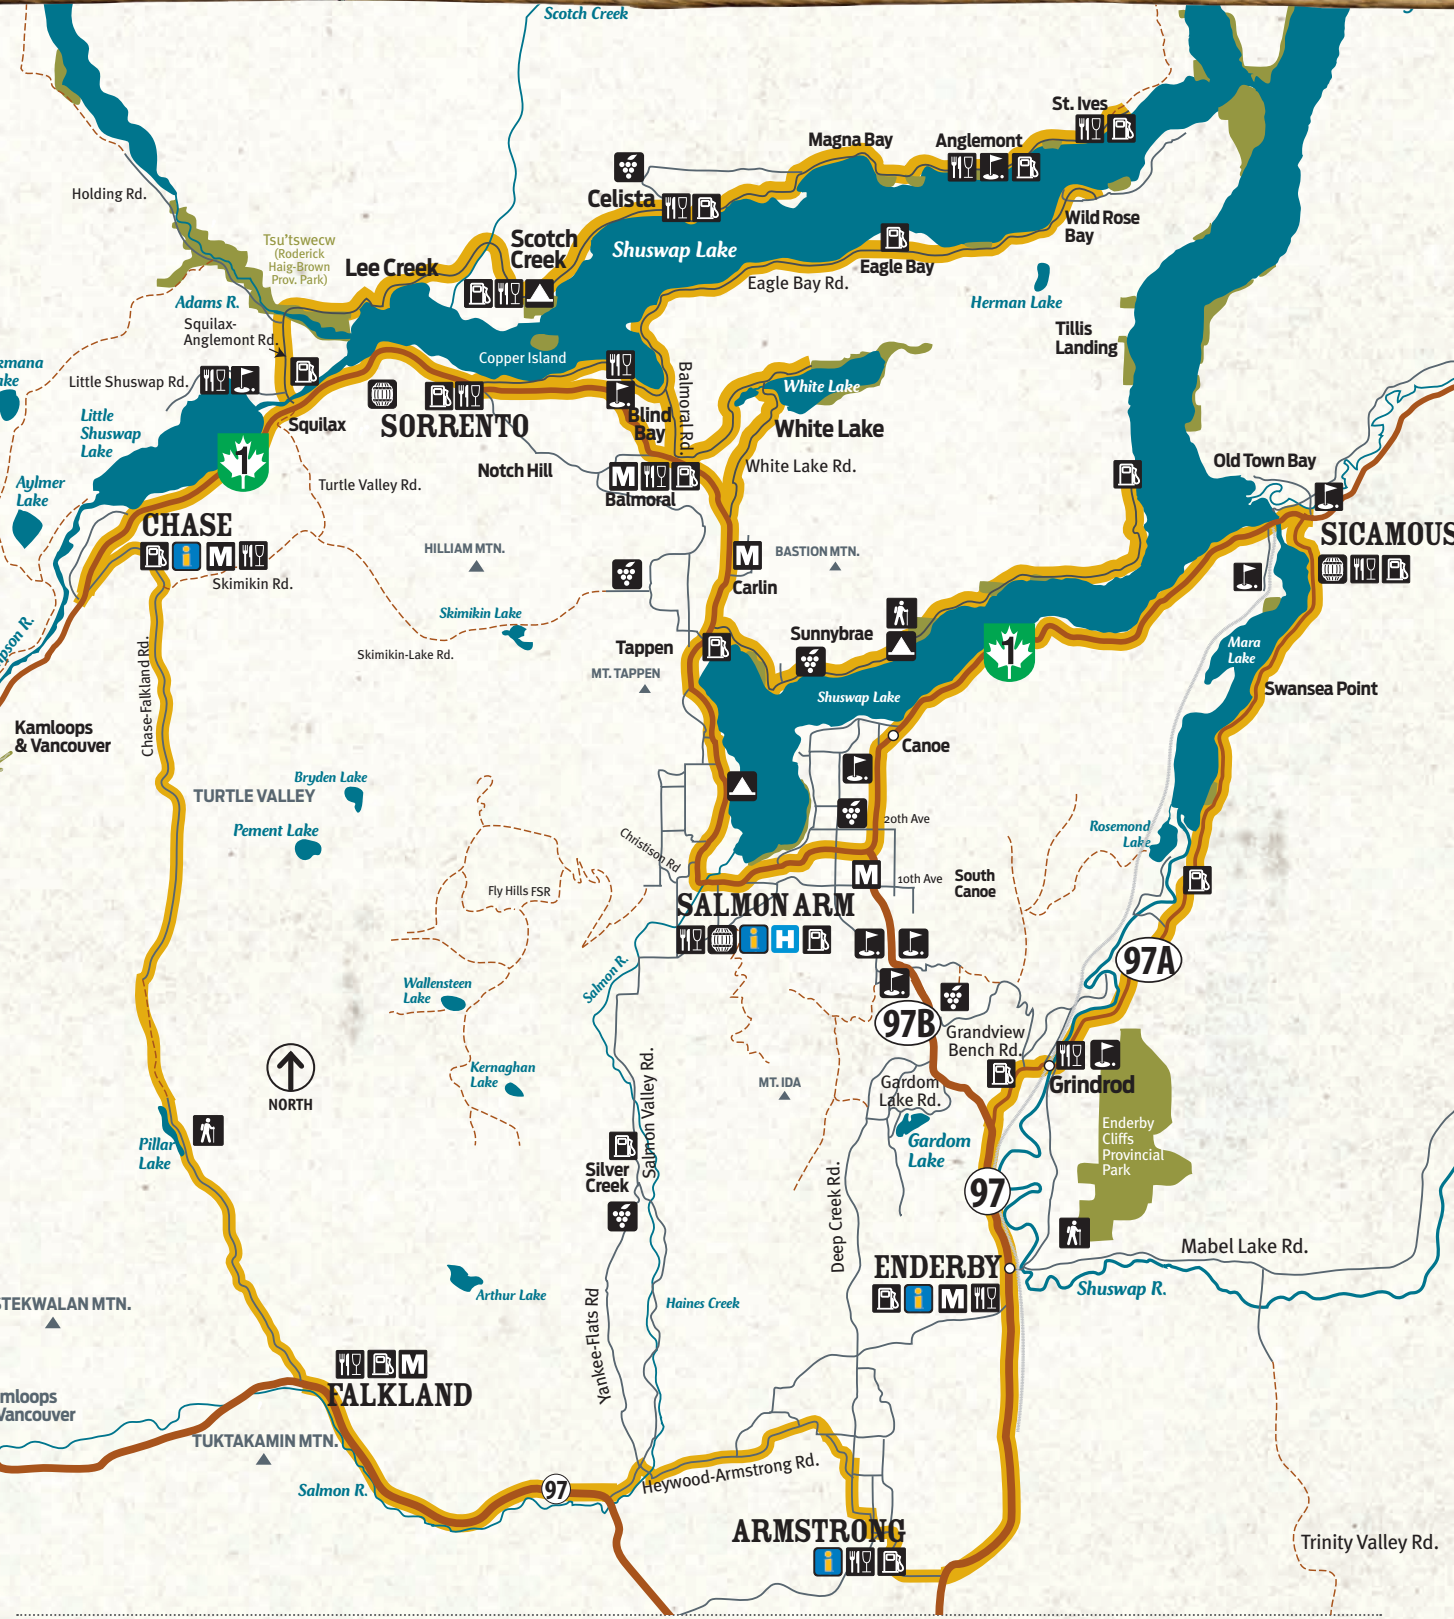 Scotch Creek
St. Ives
Magna Bay
Anglemont
Holding Rd.
Celista
Wild Rose
Bay
Tsu'tswecw
(Roderick
Haig-Brown
Prov. Park)
Scotch
Creek
Shuswap Lake
Lee Creek
Eagle Bay
Eagle Bay Rd.
Adams R.
Herman Lake
Squilax-
Anglemont Rd.
Tillis
Landing
Copper Island
Little Shuswap Rd.
White Lake
Balmoral Rd.
Little
Shuswap
Lake
Squilax
SORRENTO
Blind
Bay
White Lake
1
Notch Hill
White Lake Rd.
Old Town Bay
Aylmer
Lake
Turtle Valley Rd.
M
Balmoral
CHASE
SICAMOUS
i
M
HILLIAM MTN.
M
BASTION MTN.
Skimikin Rd.
Carlin
Skimikin Lake
Skimikin-Lake Rd.
Tappen
Sunnybrae
1
Mara
Lake
MT. TAPPEN
Shuswap Lake
Swansea Point
Chase-Falkland Rd.
Kamloops
& Vancouver
Canoe
Bryden Lake
TURTLE VALLEY
Pement Lake
20th Ave
Rosemond
Lake
Christison Rd
M
10th Ave
South
Canoe
Fly Hills FSR
SALMON ARM
i
H
97A
Salmon R.
Wallensteen
Lake
97B
Grandview
Bench Rd.
Kernaghan
Lake
NORTH
MT. IDA
Gardom
Lake Rd.
Grindrod
Salmon Valley Rd.
Enderby
Cliffs
Provincial
Park
Pillar
Lake
Gardom
Lake
Silver
Creek
97
Deep Creek Rd.
Mabel Lake Rd.
ENDERBY
i
M
Shuswap R.
Arthur Lake
Haines Creek
Yankee-Flats Rd
M
FALKLAND
TUKTAKAMIN MTN.
Salmon R.
97
Heywood-Armstrong Rd.
ARMSTRONG
i
Trinity Valley Rd.